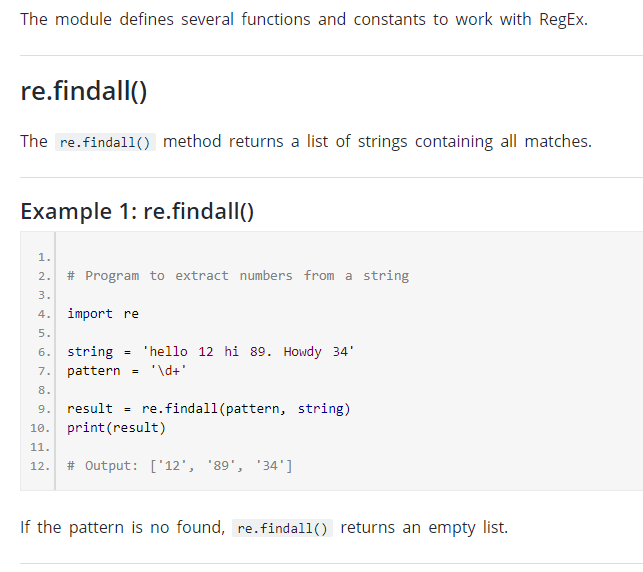 The module defines several functions and constants to work with RegEx.
re.findall()
The re.findall() method returns a list of strings containing all matches.
Example 1: re.findall()
1.
2. # Program to extract numbers from a string
3.
4. import re
5.
6. string = 'hello 12 hi 89. Howdy 34'
7. pattern = '\d+'
8.
9. result = re.findall(pattern, string)
10. print(result)
11.
12. # Output: ['12', '89', '34']
If the pattern is no found, re.findall() returns an empty list.